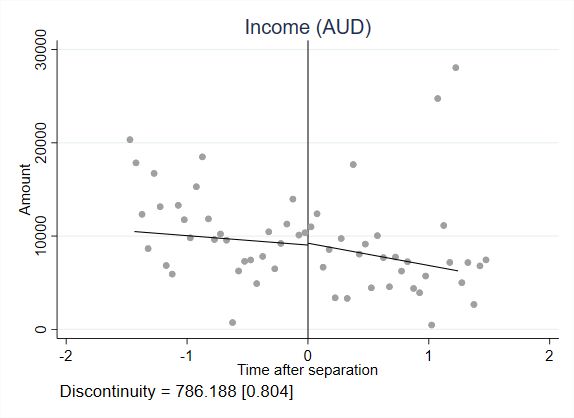 Income (AUD)
30000
20000
10000
0
Amount
-2 -1 0 1 2
Time after separation
Discontinuity = 786.188 [0.804]